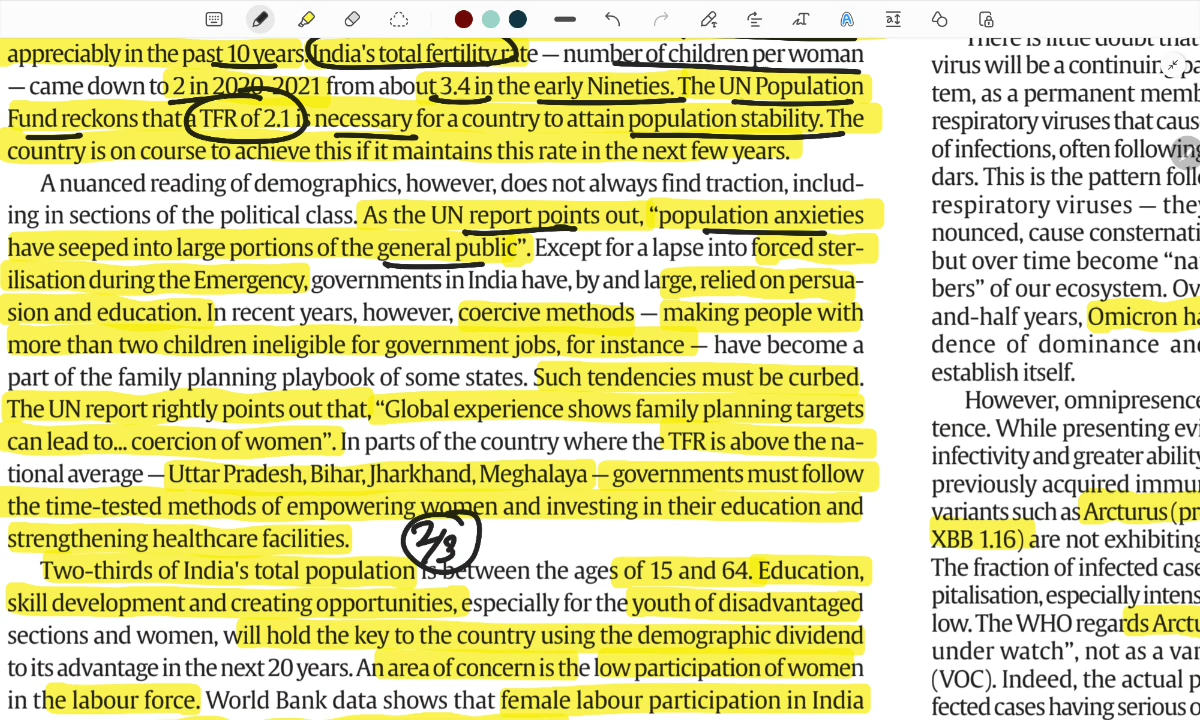 appreciably in the past 10 years. India's total fertility rate — number of children per woman
— came down to 2 in 2020-2021 from about 3.4 in the early Nineties. The UN Population
Fund reckons that a TFR of 2.1 is necessary for a country to attain population stability. The
country is on course to achieve this if it maintains this rate in the next few years.
A nuanced reading of demographics, however, does not always find traction, includ-
ing in sections of the political class. As the UN report points out, “population anxieties
have seeped into large portions of the general public”. Except for a lapse into forced ster-
ilisation during the Emergency, governments in India have, by and large, relied on persua-
sion and education. In recent years, however, coercive methods — making people with
more than two children ineligible for government jobs, for instance — have become a
part of the family planning playbook of some states. Such tendencies must be curbed.
The UN report rightly points out that, “Global experience shows family planning targets
can lead to... coercion of women”. In parts of the country where the TFR is above the na-
tional average — Uttar Pradesh, Bihar, Jharkhand, Meghalaya — governments must follow
the time-tested methods of empowering women and investing in their education and
strengthening healthcare facilities.
2/3
Two-thirds of India's total population is between the ages of 15 and 64. Education,
skill development and creating opportunities, especially for the youth of disadvantaged
sections and women, will hold the key to the country using the demographic dividend
to its advantage in the next 20 years. An area of concern is the low participation of women
in the labour force. World Bank data shows that female labour participation in India
There is little doubt that
virus will be a continuing pa
tem, as a permanent memb
respiratory viruses that caus
of infections, often following
dars. This is the pattern foll
respiratory viruses — they
nounced, cause consternati
but over time become “na
bers” of our ecosystem. Ov
and-half years, Omicron ha
dence of dominance and
establish itself.
However, omnipresence
tence. While presenting evi
infectivity and greater ability
previously acquired immun
variants such as Arcturus (pr
XBB 1.16) are not exhibiting
The fraction of infected case
pitalisation, especially intens
low. The WHO regards Arctu
under watch”, not as a var
(VOC). Indeed, the actual p
fected cases having serious o